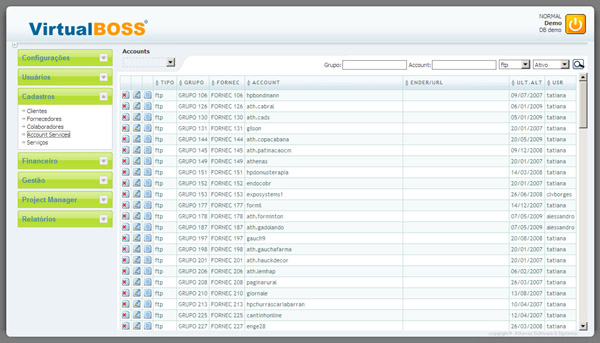 VirtualBOSS
NORMAL
Demo
DB demo
Configurações
Usuários
Cadastros
Clientes
Fornecedores
Colaboradores
Account Services
Serviços
Financeiro
Gestão
Project Manager
Relatórios
Accounts
Grupo: Account: ftp Ativo
TIPO GRUPO FORNEC ACCOUNT ENDER/URL ULT.ALT USR
ftp GRUPO 106 FORNEC 106 hpbondmann 09/07/2007 tatiana
ftp GRUPO 126 FORNEC 126 ath.cabral 06/01/2009 tatiana
ftp GRUPO 130 FORNEC 130 ath.cads 05/01/2009 tatiana
ftp GRUPO 131 FORNEC 131 gilson 20/01/2007 tatiana
ftp GRUPO 144 FORNEC 144 ath.copacabana 20/05/2009 tatiana
ftp GRUPO 145 FORNEC 145 ath.patinacaocm 09/12/2008 tatiana
ftp GRUPO 149 FORNEC 149 athenas 20/01/2007 tatiana
ftp GRUPO 151 FORNEC 151 hpdomusterapia 14/03/2008 tatiana
ftp GRUPO 152 FORNEC 152 endocobr 20/01/2007 tatiana
ftp GRUPO 153 FORNEC 153 exposystems1 26/06/2008 clvborges
ftp GRUPO 177 FORNEC 177 form6 14/12/2007 tatiana
ftp GRUPO 178 FORNEC 178 ath.forminton 07/05/2009 alessandro
ftp GRUPO 187 FORNEC 187 ath.gadolando 07/05/2009 alessandro
ftp GRUPO 197 FORNEC 197 gauch9 20/08/2008 tatiana
ftp GRUPO 198 FORNEC 198 ath.gauchafarma 20/01/2007 tatiana
ftp GRUPO 201 FORNEC 201 ath.hauckdecor 20/01/2007 tatiana
ftp GRUPO 206 FORNEC 206 ath.iemhap 06/02/2007 tatiana
ftp GRUPO 208 FORNEC 208 paginarural 26/03/2007 tatiana
ftp GRUPO 210 FORNEC 210 giornale 13/03/2007 tatiana
ftp GRUPO 213 FORNEC 213 hpchurrascariabarran 10/04/2007 tatiana
ftp GRUPO 225 FORNEC 225 cantinhonline 12/04/2007 tatiana
ftp GRUPO 227 FORNEC 227 enge28 26/03/2008 tatiana